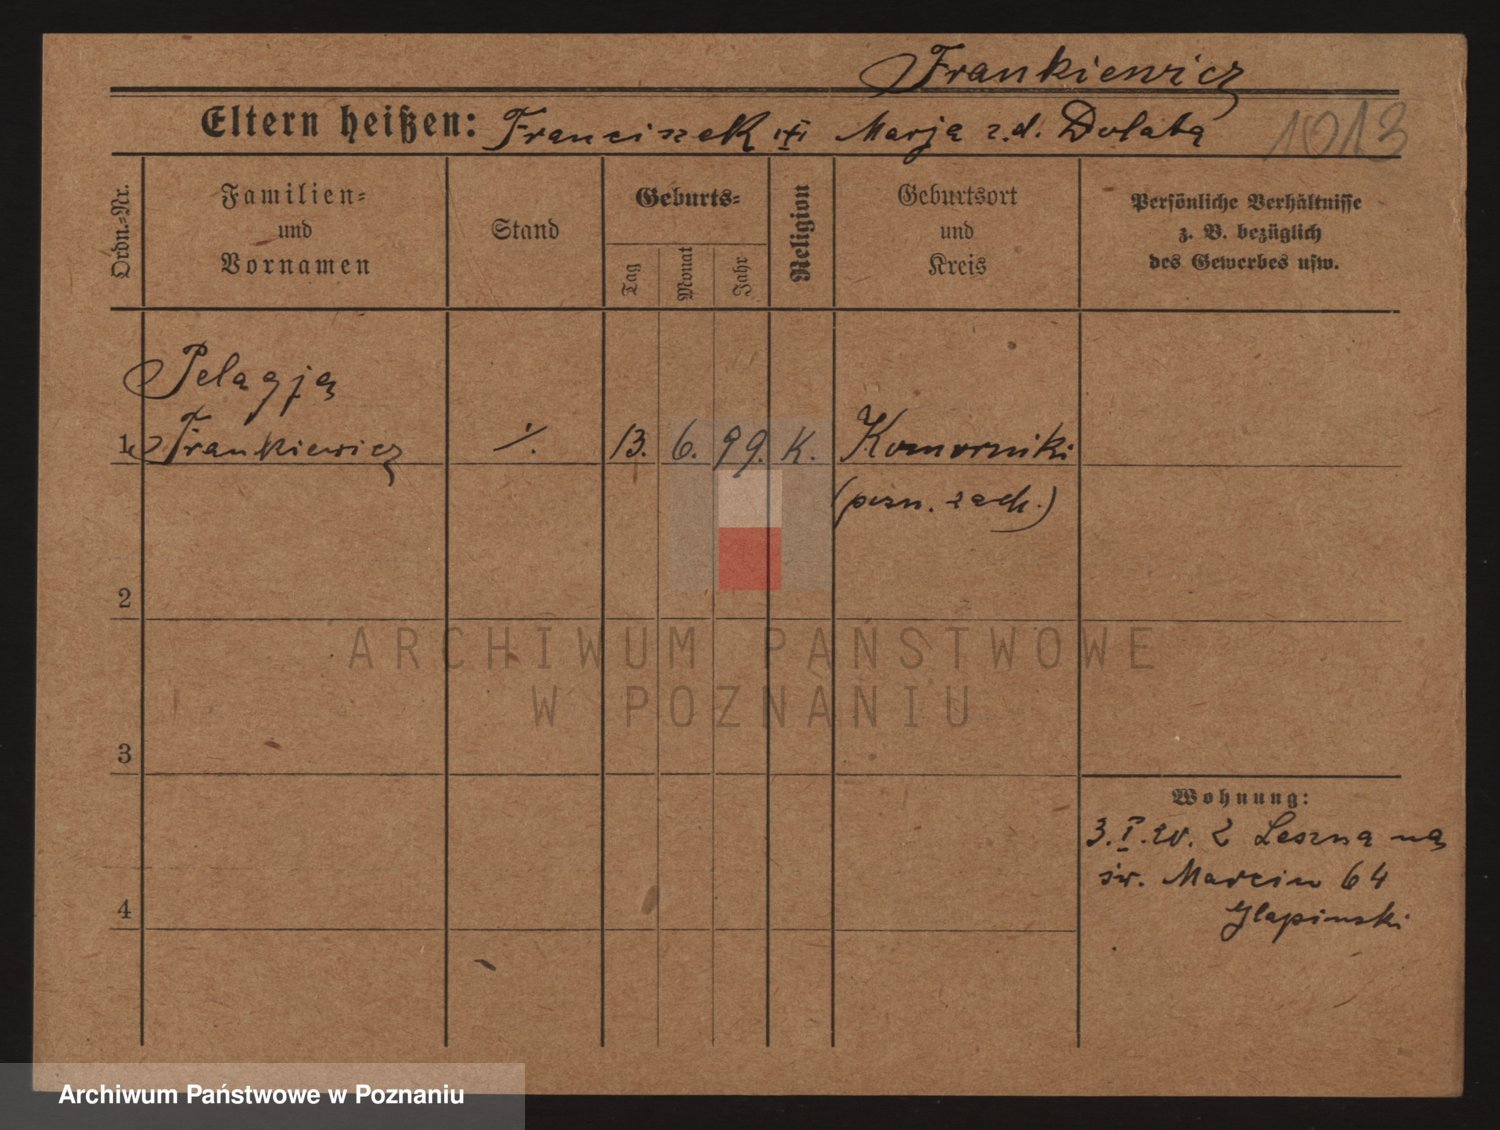 Frankiewicz
Eltern heißen: Franciszek i Marja z.d. Dolata
1013
Ordn.-Nr.
Familien-
und
Vornamen
Stand
Geburts-
Tag
Monat
Jahr
Religion
Geburtsort
und
Kreis
Persönliche Verhältnisse
z. B. bezüglich
des Gewerbes usw.
Pelagja
1 Frankiewicz ·/. 13. 6. 99. K. Komorniki
(pozn. zach.)
2
ARCHIWUM PAŃSTWOWE
W POZNANIU
3
Wohnung:
3. I. 20. z Leszna na
św. Marcin 64
Glapinski
4
Archiwum Państwowe w Poznaniu